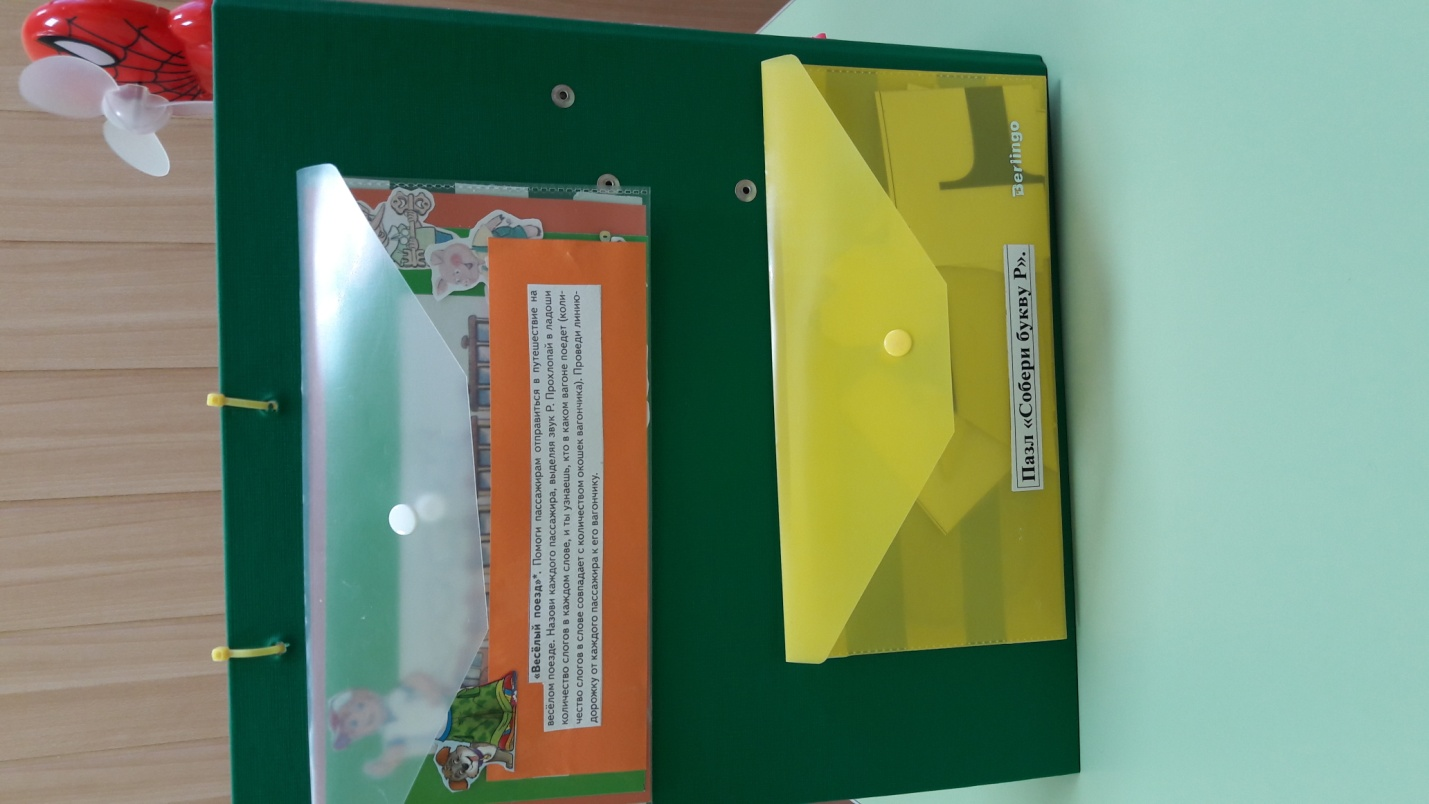 «Весёлый поезд»*. Помоги пассажирам отправиться в путешествие на
весёлом поезде. Назови каждого пассажира, выделяя звук Р. Прохлопай в ладоши
количество слогов в каждом слове, и ты узнаешь, кто в каком вагоне поедет (коли-
чество слогов в слове совпадает с количеством окошек вагончика). Проведи линию-
дорожку от каждого пассажира к его вагончику.
Berlingo
Пазл «Собери букву Р».